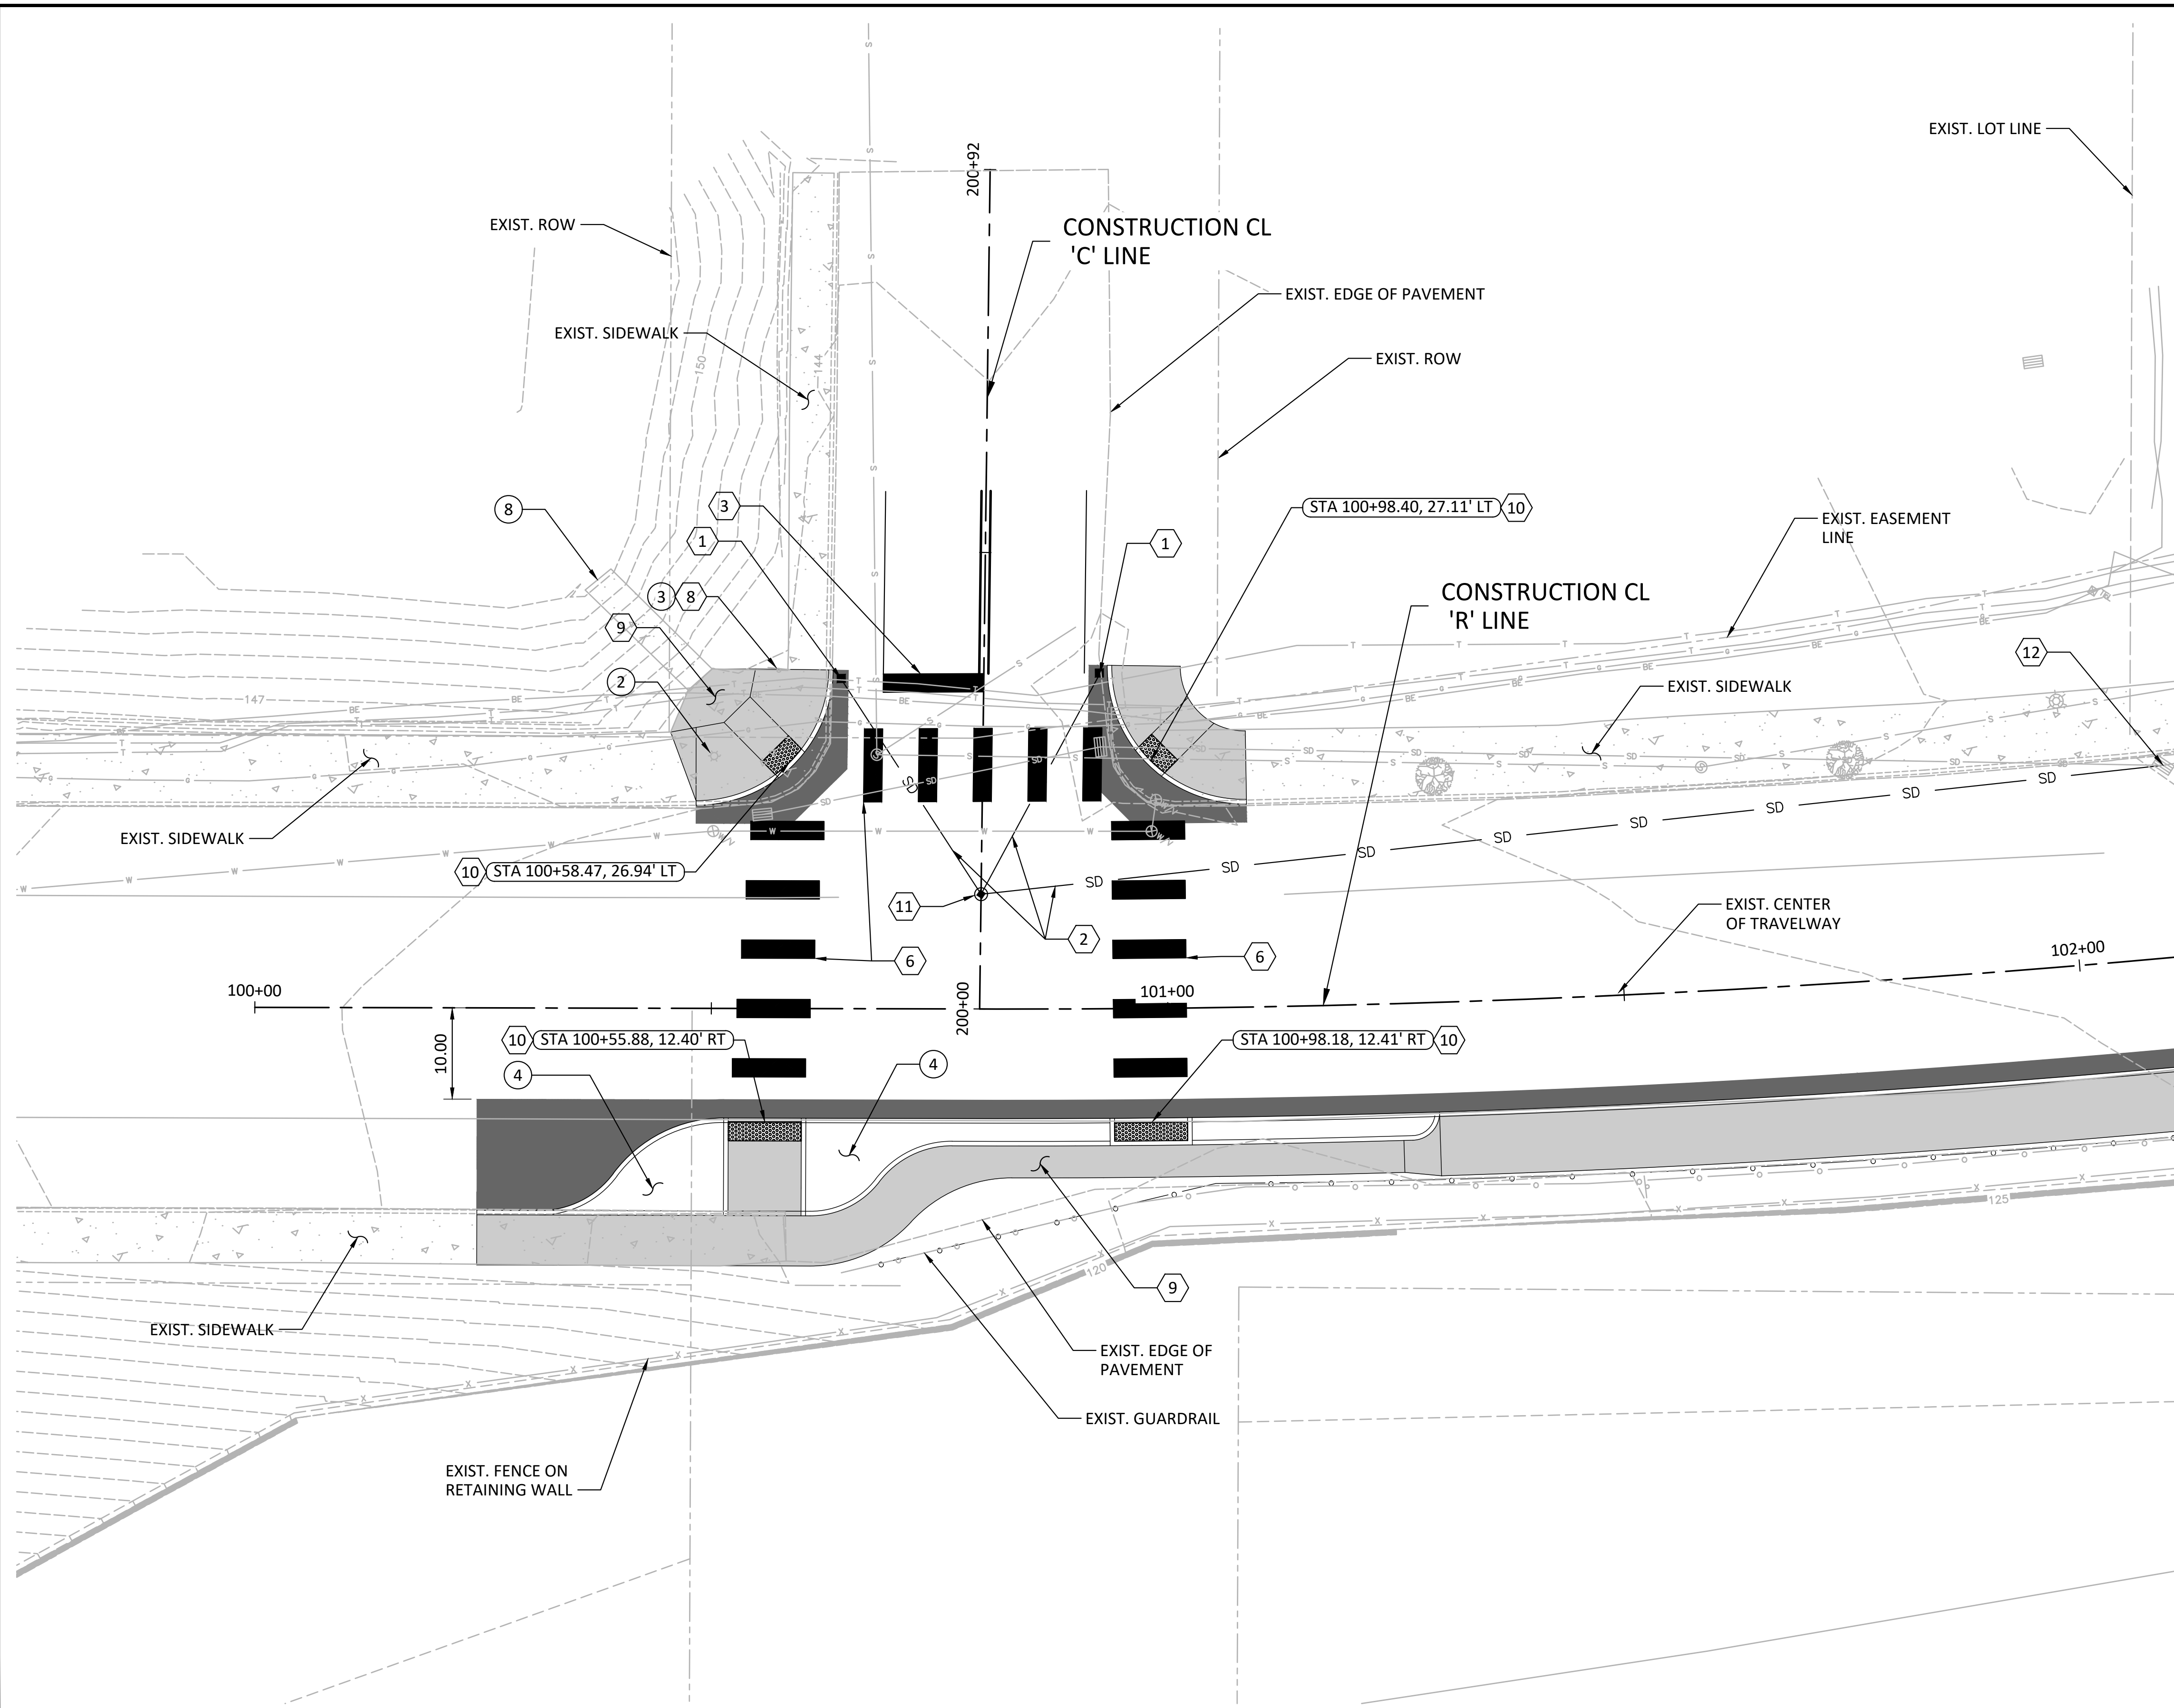 EXIST. LOT LINE
200+92
EXIST. ROW
CONSTRUCTION CL
'C' LINE
EXIST. EDGE OF PAVEMENT
EXIST. SIDEWALK
EXIST. ROW
150
144
8
3
1
STA 100+98.40, 27.11' LT
10
1
EXIST. EASEMENT
LINE
3
8
CONSTRUCTION CL
'R' LINE
9
12
2
EXIST. SIDEWALK
147
EXIST. SIDEWALK
10
STA 100+58.47, 26.94' LT
SD
SD
SD
SD
SD
SD
SD
SD
SD
11
2
6
6
EXIST. CENTER
OF TRAVELWAY
100+00
200+00
101+00
102+00
10.00
10
STA 100+55.88, 12.40' RT
STA 100+98.18, 12.41' RT
10
4
4
125
120
9
EXIST. SIDEWALK
EXIST. EDGE OF
PAVEMENT
EXIST. GUARDRAIL
EXIST. FENCE ON
RETAINING WALL